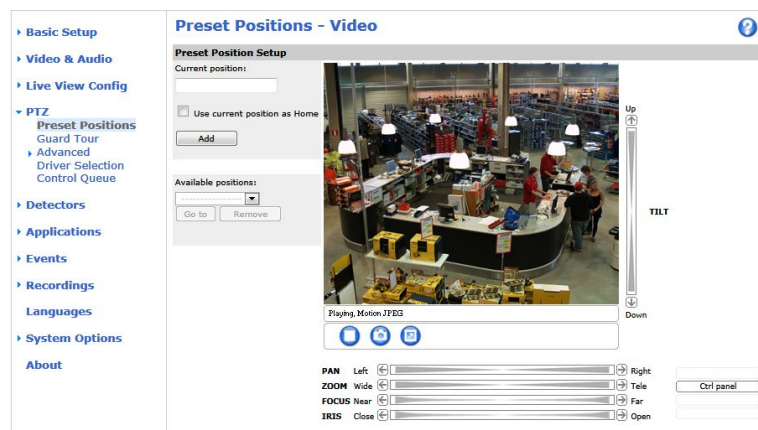 Basic Setup
Video & Audio
Live View Config
PTZ
Preset Positions
Guard Tour
Advanced
Driver Selection
Control Queue
Detectors
Applications
Events
Recordings
Languages
System Options
About
Preset Positions - Video
?
Preset Position Setup
Current position:
Use current position as Home
Add
Available positions:
Go to Remove
Up
TILT
Down
Playing, Motion JPEG
PAN Left Right
ZOOM Wide Tele Ctrl panel
FOCUS Near Far
IRIS Close Open